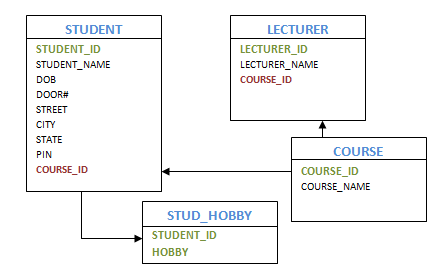 STUDENT
STUDENT_ID
STUDENT_NAME
DOB
DOOR#
STREET
CITY
STATE
PIN
COURSE_ID
LECTURER
LECTURER_ID
LECTURER_NAME
COURSE_ID
COURSE
COURSE_ID
COURSE_NAME
STUD_HOBBY
STUDENT_ID
HOBBY